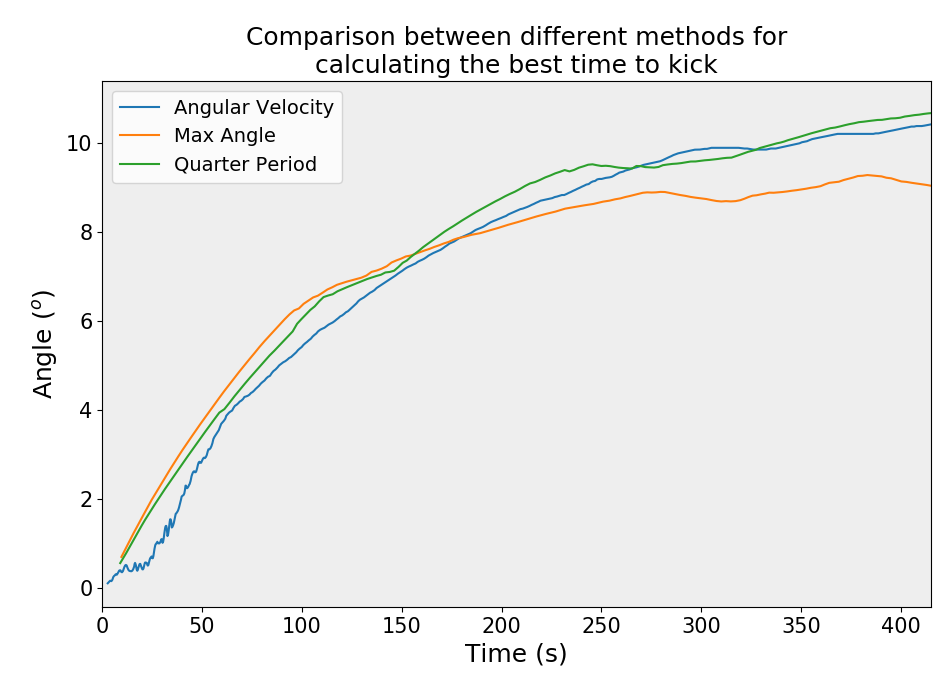 Comparison between different methods for
calculating the best time to kick
Angular Velocity
Max Angle
Quarter Period
Angle (°)
10
8
6
4
2
0
0 50 100 150 200 250 300 350 400
Time (s)